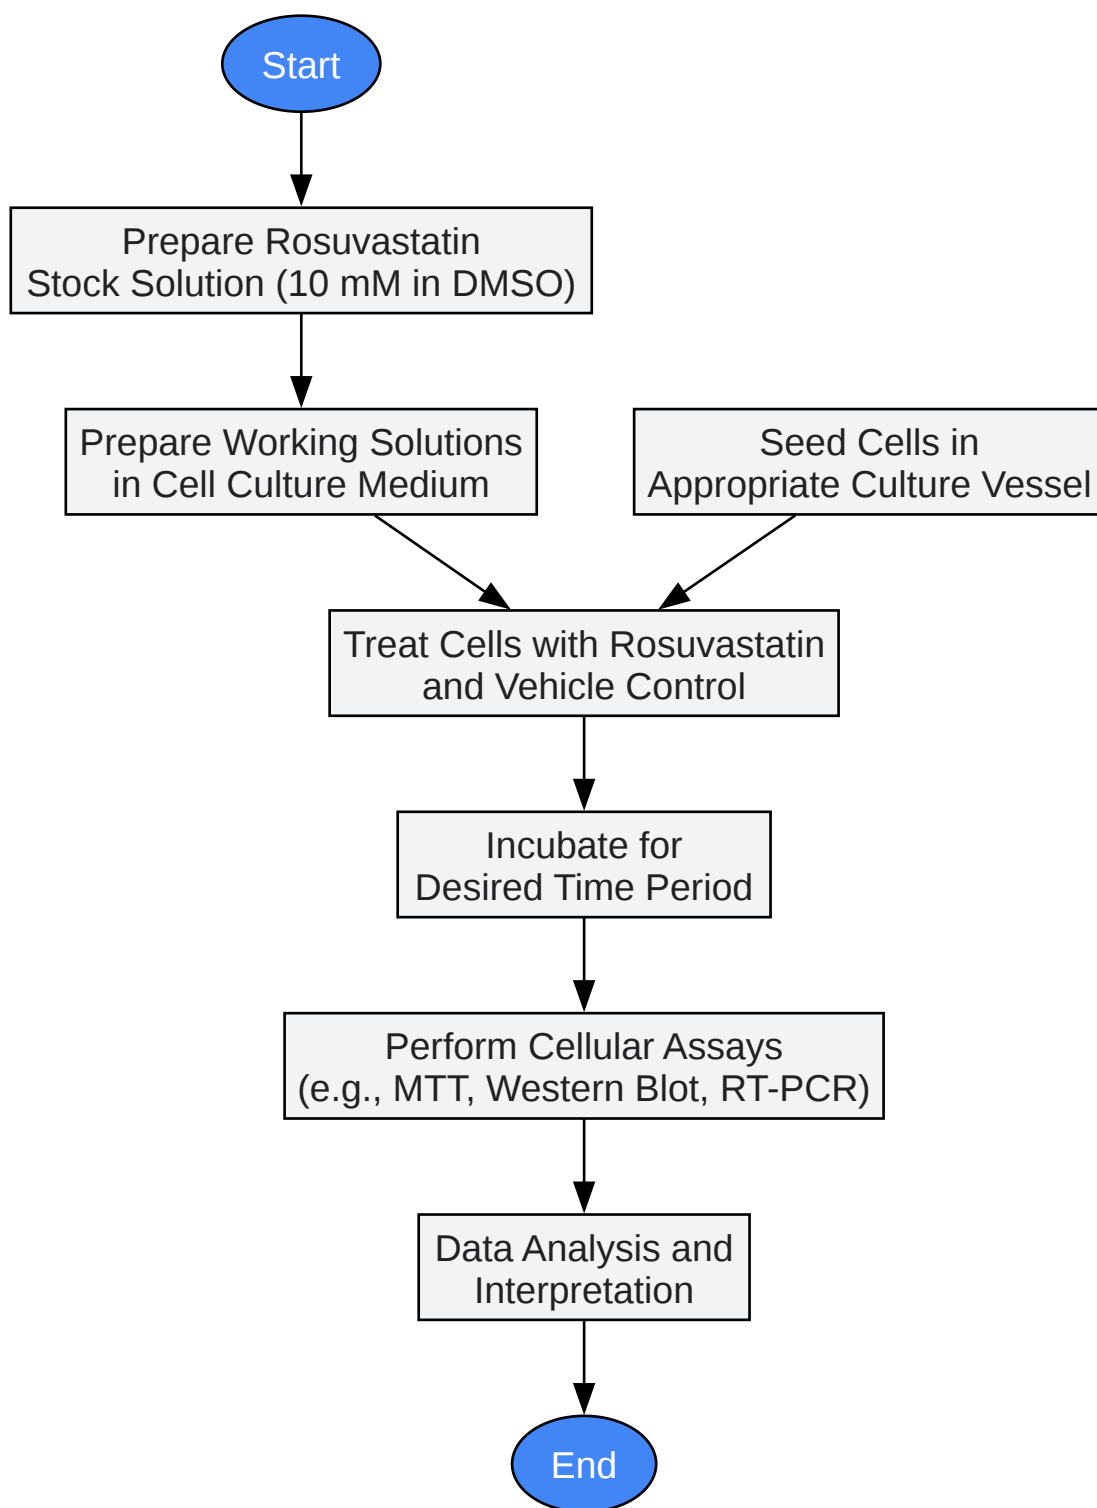 Start
Prepare Rosuvastatin
Stock Solution (10 mM in DMSO)
Prepare Working Solutions
in Cell Culture Medium
Seed Cells in
Appropriate Culture Vessel
Treat Cells with Rosuvastatin
and Vehicle Control
Incubate for
Desired Time Period
Perform Cellular Assays
(e.g., MTT, Western Blot, RT-PCR)
Data Analysis and
Interpretation
End